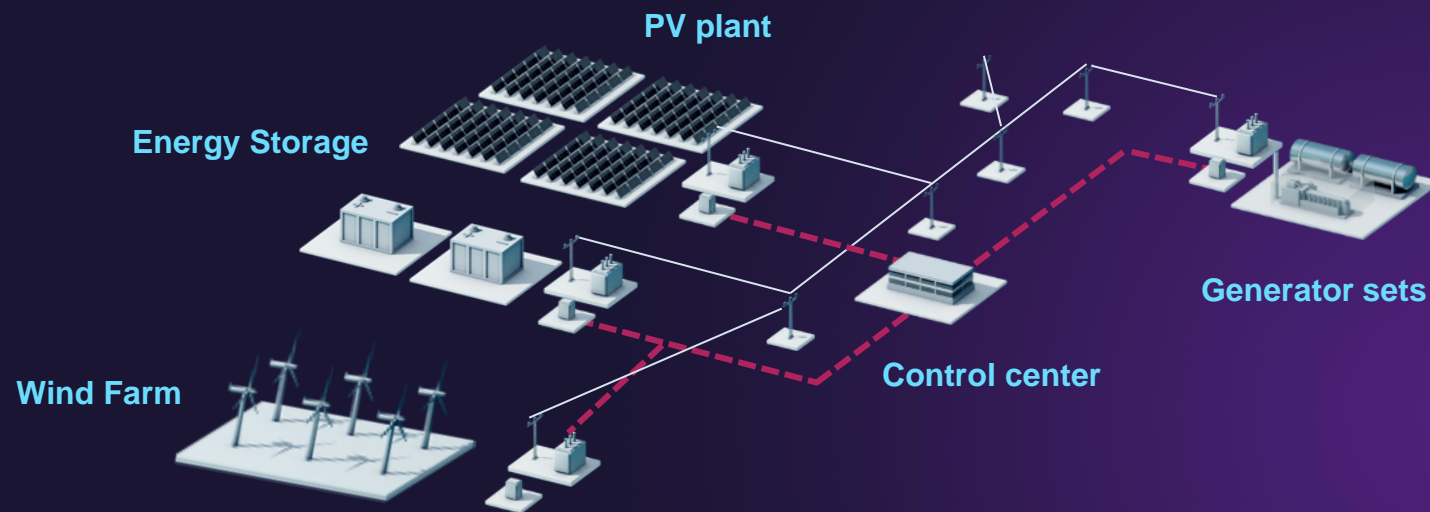 PV plant
Energy Storage
Generator sets
Control center
Wind Farm